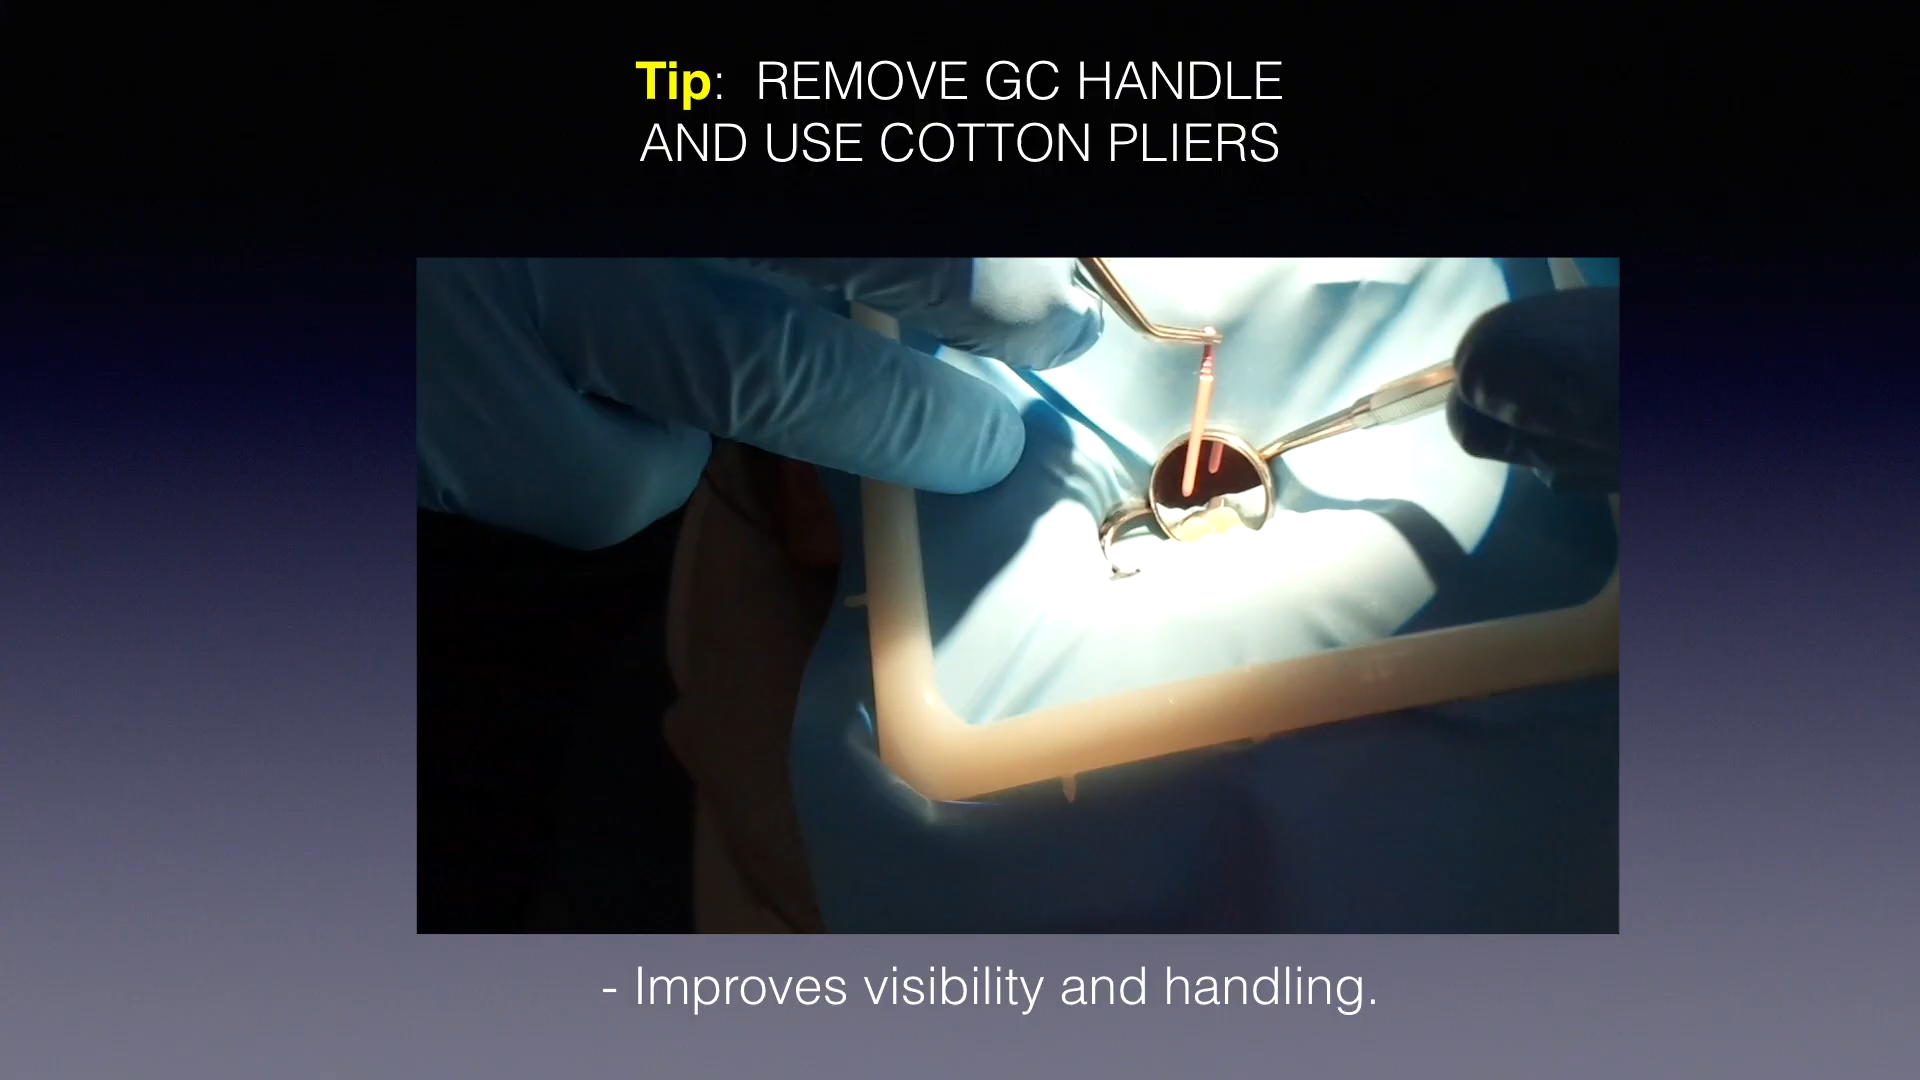 Tip: REMOVE GC HANDLE
AND USE COTTON PLIERS
- Improves visibility and handling.